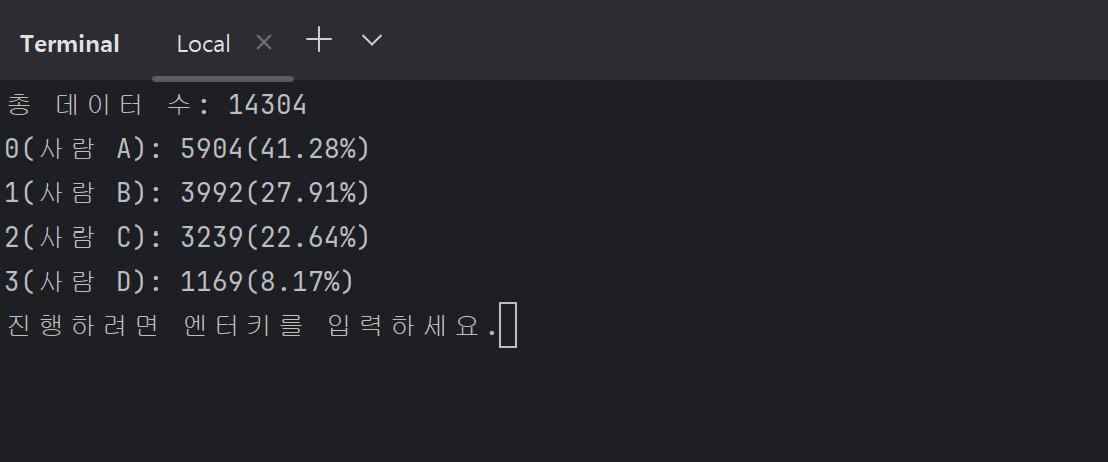 Terminal Local
총 데이터 수: 14304
0(사람 A): 5904(41.28%)
1(사람 B): 3992(27.91%)
2(사람 C): 3239(22.64%)
3(사람 D): 1169(8.17%)
진행하려면 엔터키를 입력하세요.